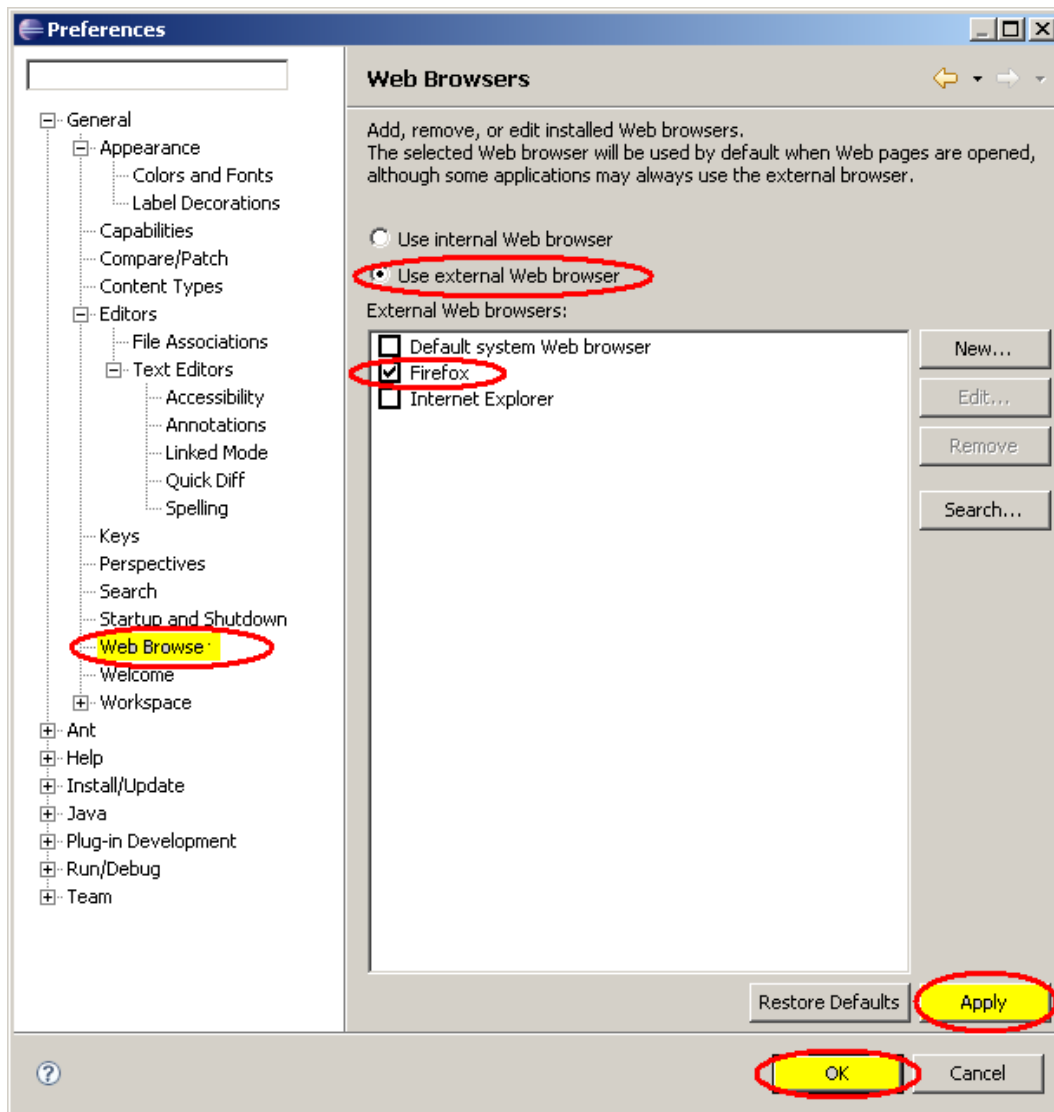 Preferences
General
Appearance
Colors and Fonts
Label Decorations
Capabilities
Compare/Patch
Content Types
Editors
File Associations
Text Editors
Accessibility
Annotations
Linked Mode
Quick Diff
Spelling
Keys
Perspectives
Search
Startup and Shutdown
Web Browse
Welcome
Workspace
Ant
Help
Install/Update
Java
Plug-in Development
Run/Debug
Team
Web Browsers
Add, remove, or edit installed Web browsers.
The selected Web browser will be used by default when Web pages are opened,
although some applications may always use the external browser.
Use internal Web browser
Use external Web browser
External Web browsers:
Default system Web browser
Firefox
Internet Explorer
New...
Edit...
Remove
Search...
Restore Defaults
Apply
OK
Cancel